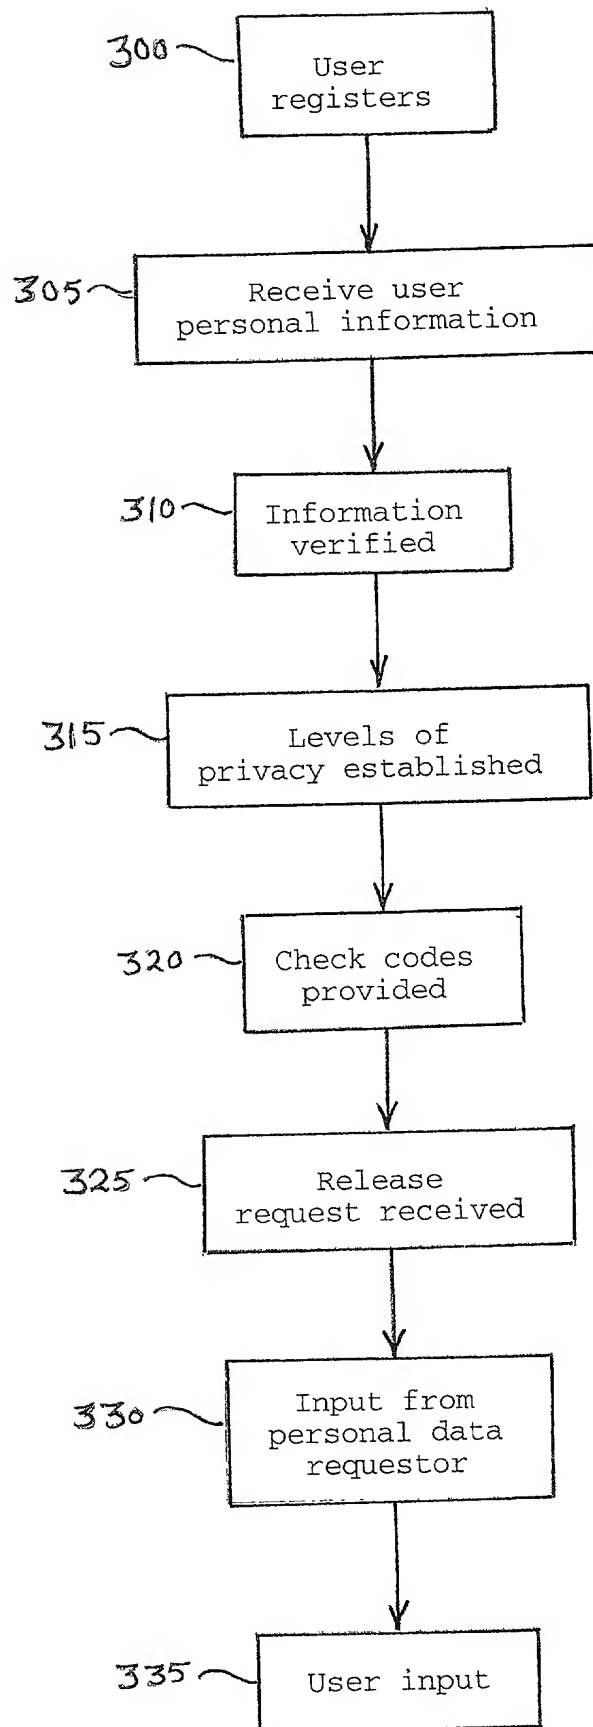 300
User
registers
305
Receive user
personal information
310
Information
verified
315
Levels of
privacy established
320
Check codes
provided
325
Release
request received
330
Input from
personal data
requestor
335
User input